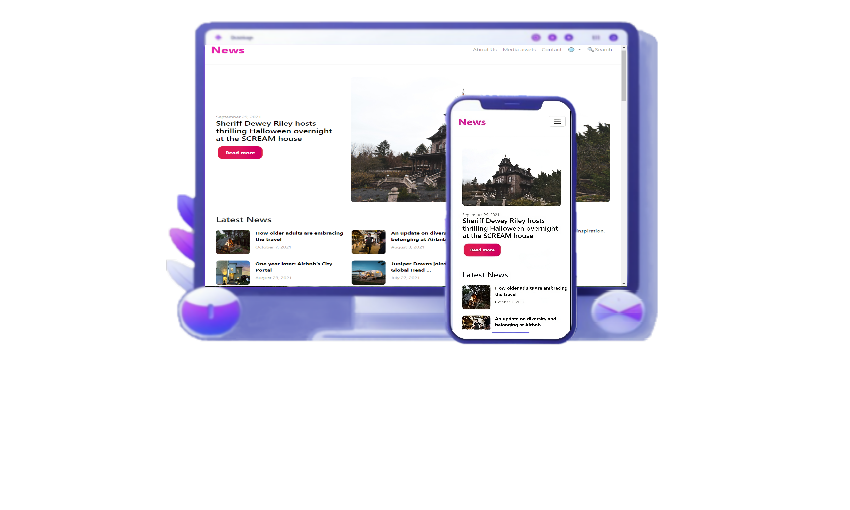 News
About Us Media assets Contact Search
Sheriff Dewey Riley hosts
thrilling Halloween overnight
at the SCREAM house
Read more
Latest News
How older adults are embracing
the travel
An update on
belonging at Airbnb
One year later: Airbnb's City
Portal
Juniper Downs joins
Global Head ...
inspiration
News
Sheriff Dewey Riley hosts
thrilling Halloween overnight
at the SCREAM house
Read more
Latest News
How older adults are embracing
the travel
An update on diversity and
belonging at Airbnb